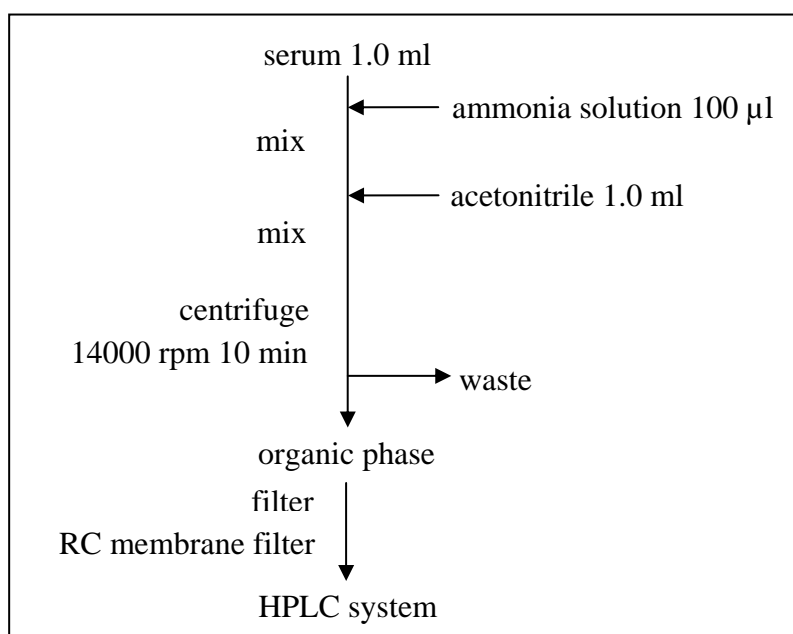 serum 1.0 ml
ammonia solution 100 µl
mix
acetonitrile 1.0 ml
mix
centrifuge
14000 rpm 10 min
waste
organic phase
filter
RC membrane filter
HPLC system